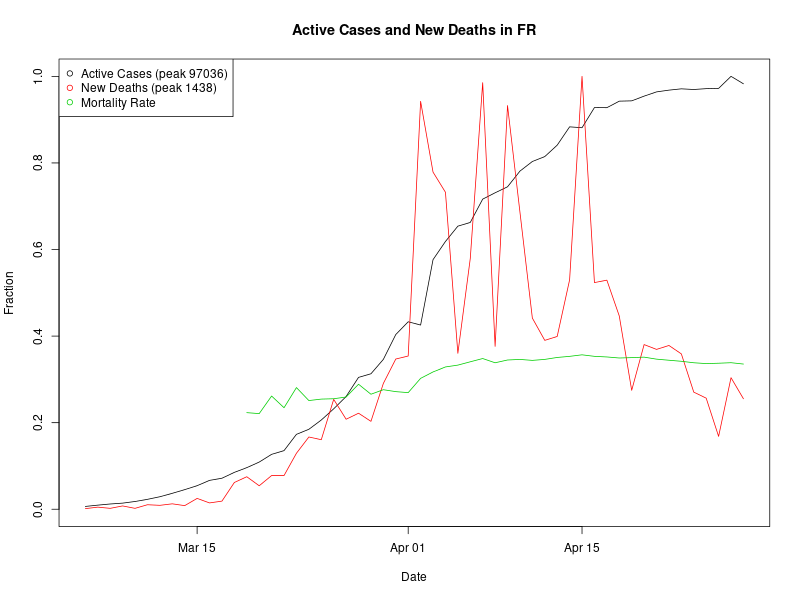 Active Cases and New Deaths in FR
Active Cases (peak 97036)
New Deaths (peak 1438)
Mortality Rate
1.0
0.8
0.6
0.4
0.2
0.0
Fraction
Mar 15
Apr 01
Apr 15
Date